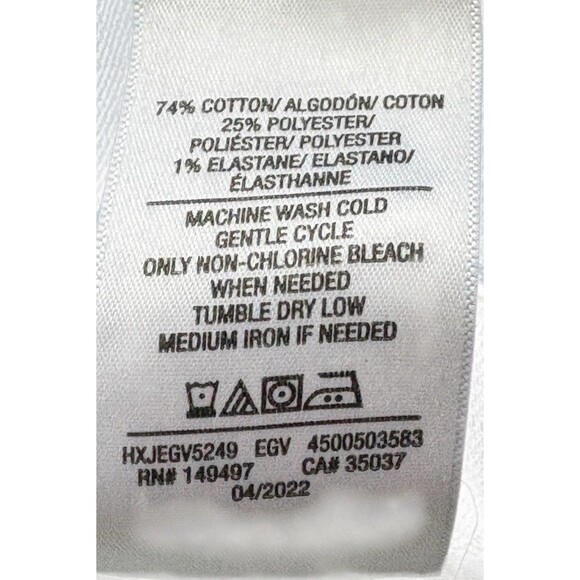 74% COTTON/ ALGODÓN/ COTON
25% POLYESTER/
POLIÉSTER/ POLYESTER
1% ELASTANE/ ELASTANO/
ÉLASTHANNE
MACHINE WASH COLD
GENTLE CYCLE
ONLY NON-CHLORINE BLEACH
WHEN NEEDED
TUMBLE DRY LOW
MEDIUM IRON IF NEEDED
HXJEGV5249 EGV 4500503583
RN# 149497 CA# 35037
04/2022